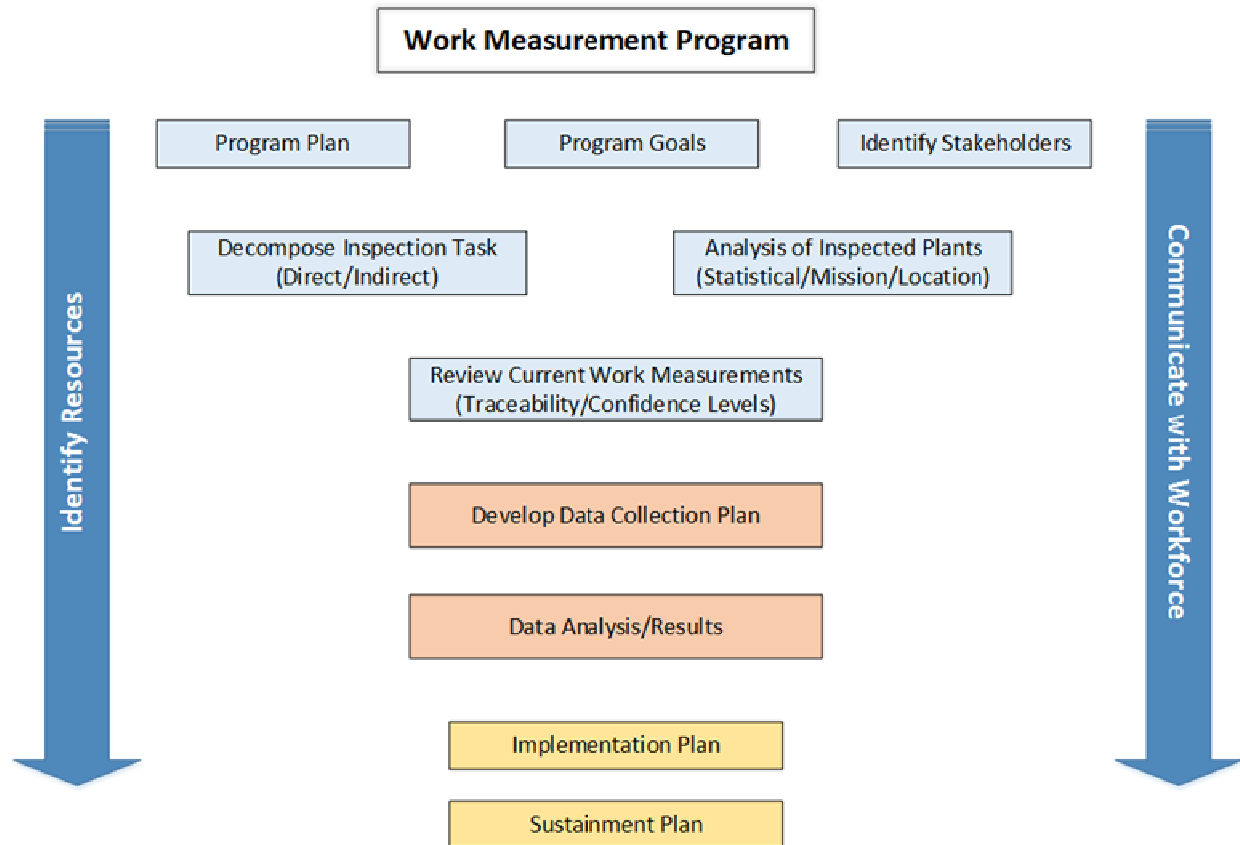 Work Measurement Program
Program Plan
Program Goals
Identify Stakeholders
Decompose Inspection Task
(Direct/Indirect)
Analysis of Inspected Plants
(Statistical/Mission/Location)
Review Current Work Measurements
(Traceability/Confidence Levels)
Develop Data Collection Plan
Data Analysis/Results
Implementation Plan
Sustainment Plan
Identify Resources
Communicate with Workforce